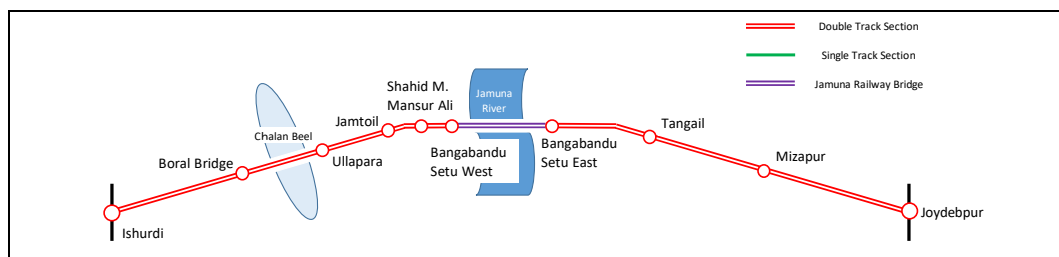 Double Track Section
Single Track Section
Jamuna Railway Bridge
Jamuna
River
Shahid M.
Mansur Ali
Jamtoil
Chalan Beel
Boral Bridge
Ullapara
Bangabandu
Setu West
Bangabandu
Setu East
Tangail
Mizapur
Ishurdi
Joydebpur